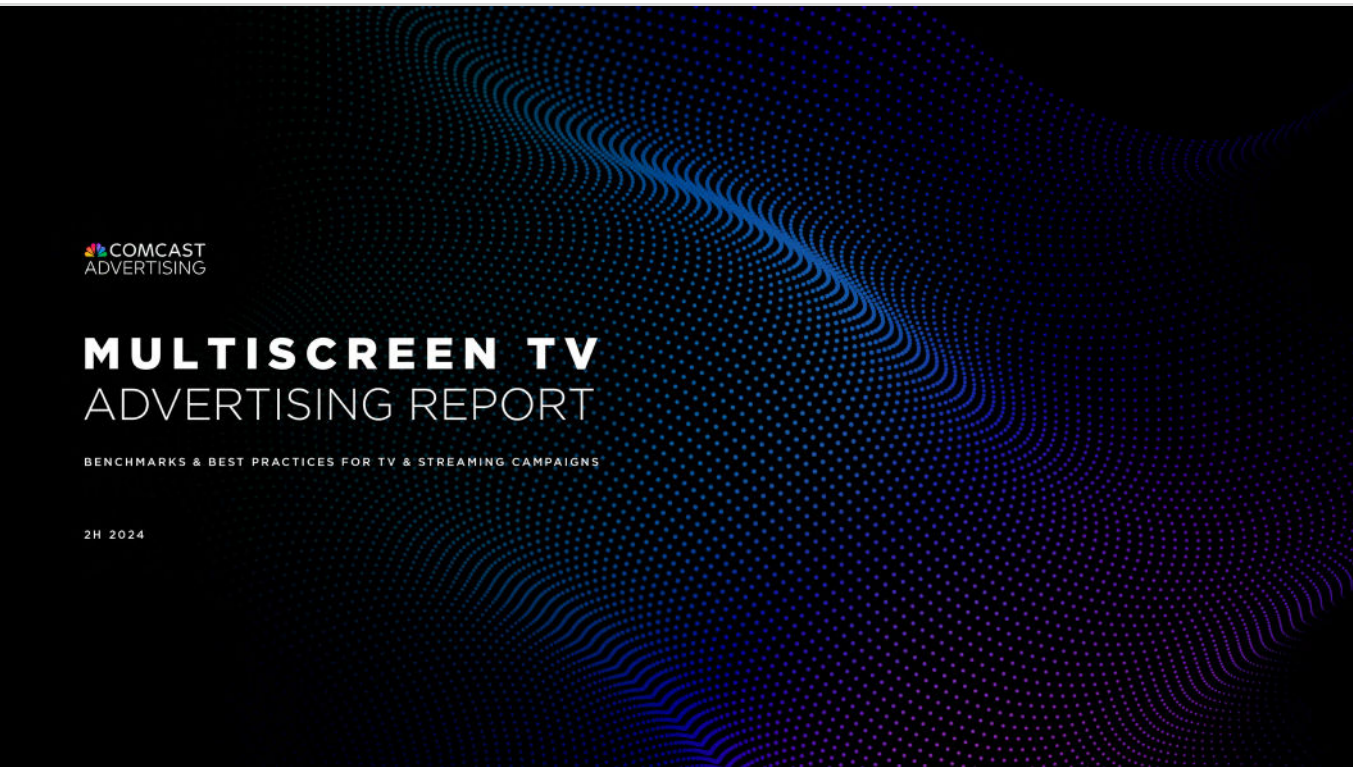 COMCAST
ADVERTISING
MULTISCREEN TV
ADVERTISING REPORT
BENCHMARKS & BEST PRACTICES FOR TV & STREAMING CAMPAIGNS
2H 2024